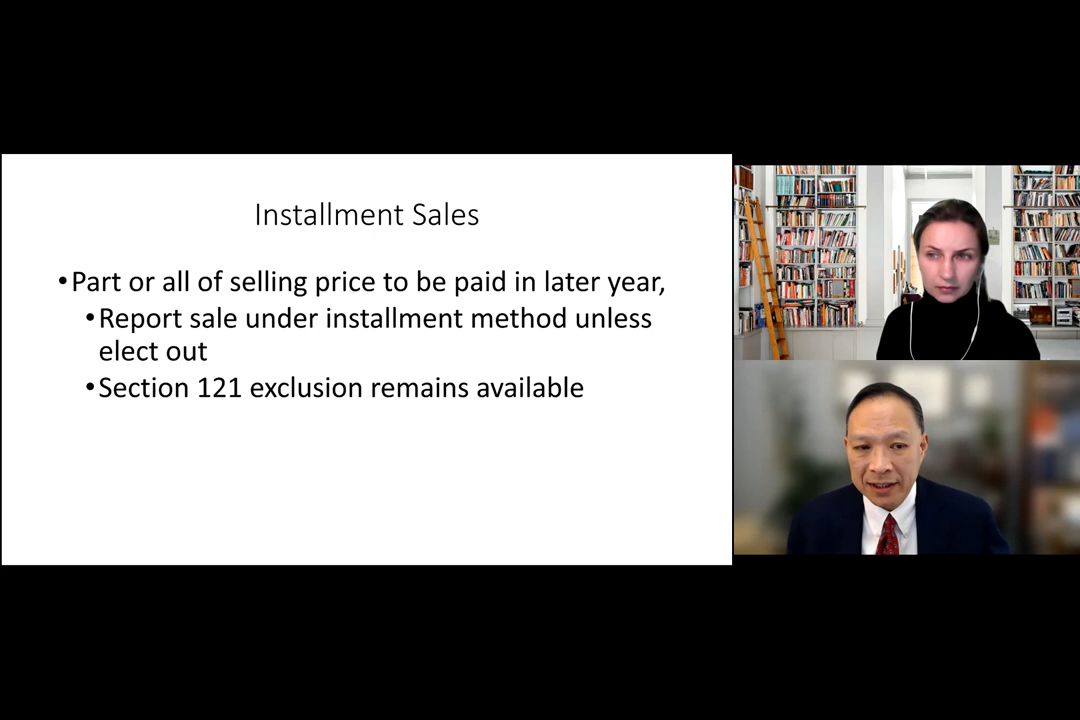 Installment Sales
•Part or all of selling price to be paid in later year,
•Report sale under installment method unless
elect out
•Section 121 exclusion remains available